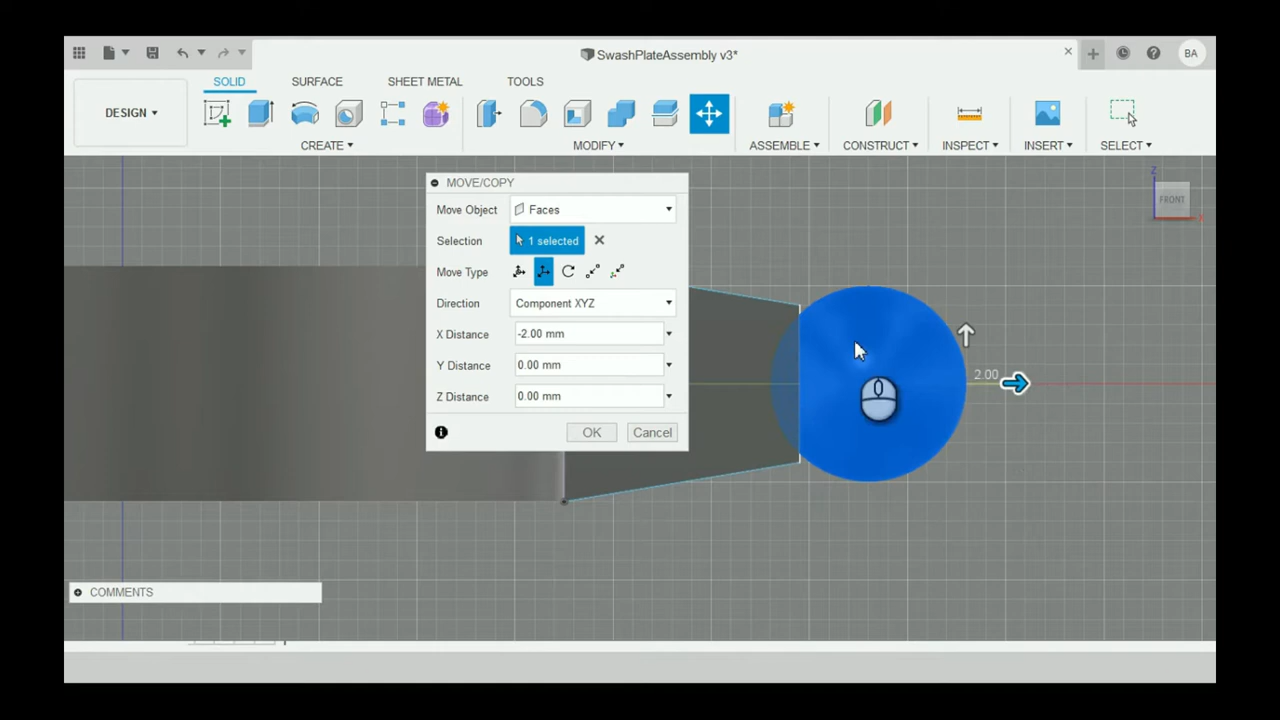 SwashPlateAssembly v3*
BA
SOLID
SURFACE
SHEET METAL
TOOLS
DESIGN
CREATE
MODIFY
ASSEMBLE
CONSTRUCT
INSPECT
INSERT
SELECT
MOVE/COPY
Move Object
Faces
Selection
1 selected
Move Type
Direction
Component XYZ
X Distance
-2.00 mm
Y Distance
0.00 mm
Z Distance
0.00 mm
OK
Cancel
Z
FRONT
X
2.00
COMMENTS